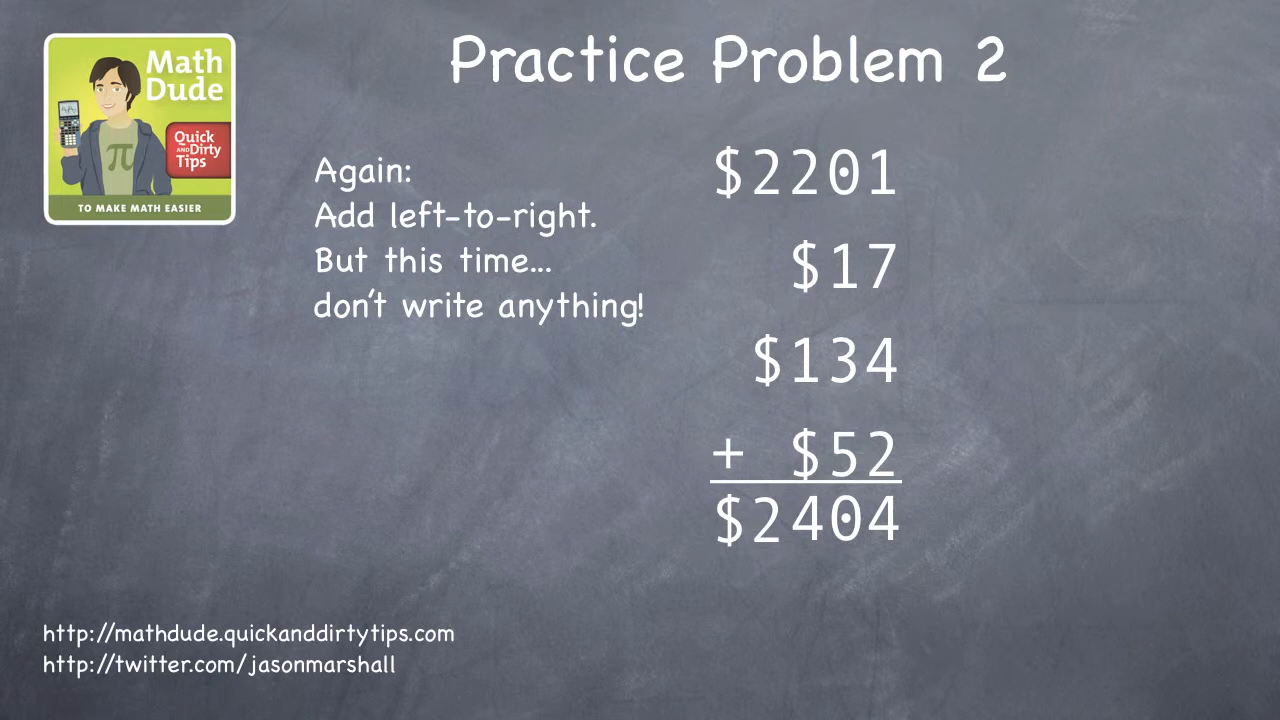 Math
Dude
Quick
AND Dirty
Tips
π
TO MAKE MATH EASIER
Practice Problem 2
Again:
Add left-to-right.
But this time...
don't write anything!
$2201
$17
$134
+ $52
$2404
http://mathdude.quickanddirtytips.com
http://twitter.com/jasonmarshall